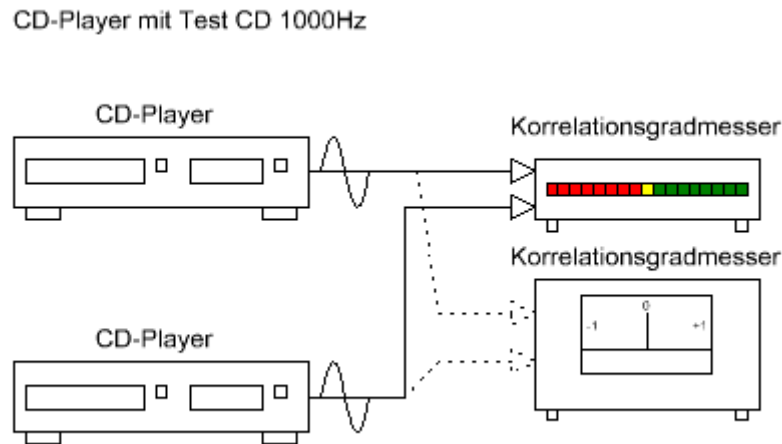 CD-Player mit Test CD 1000Hz
CD-Player
Korrelationsgradmesser
Korrelationsgradmesser
0
-1 +1
CD-Player